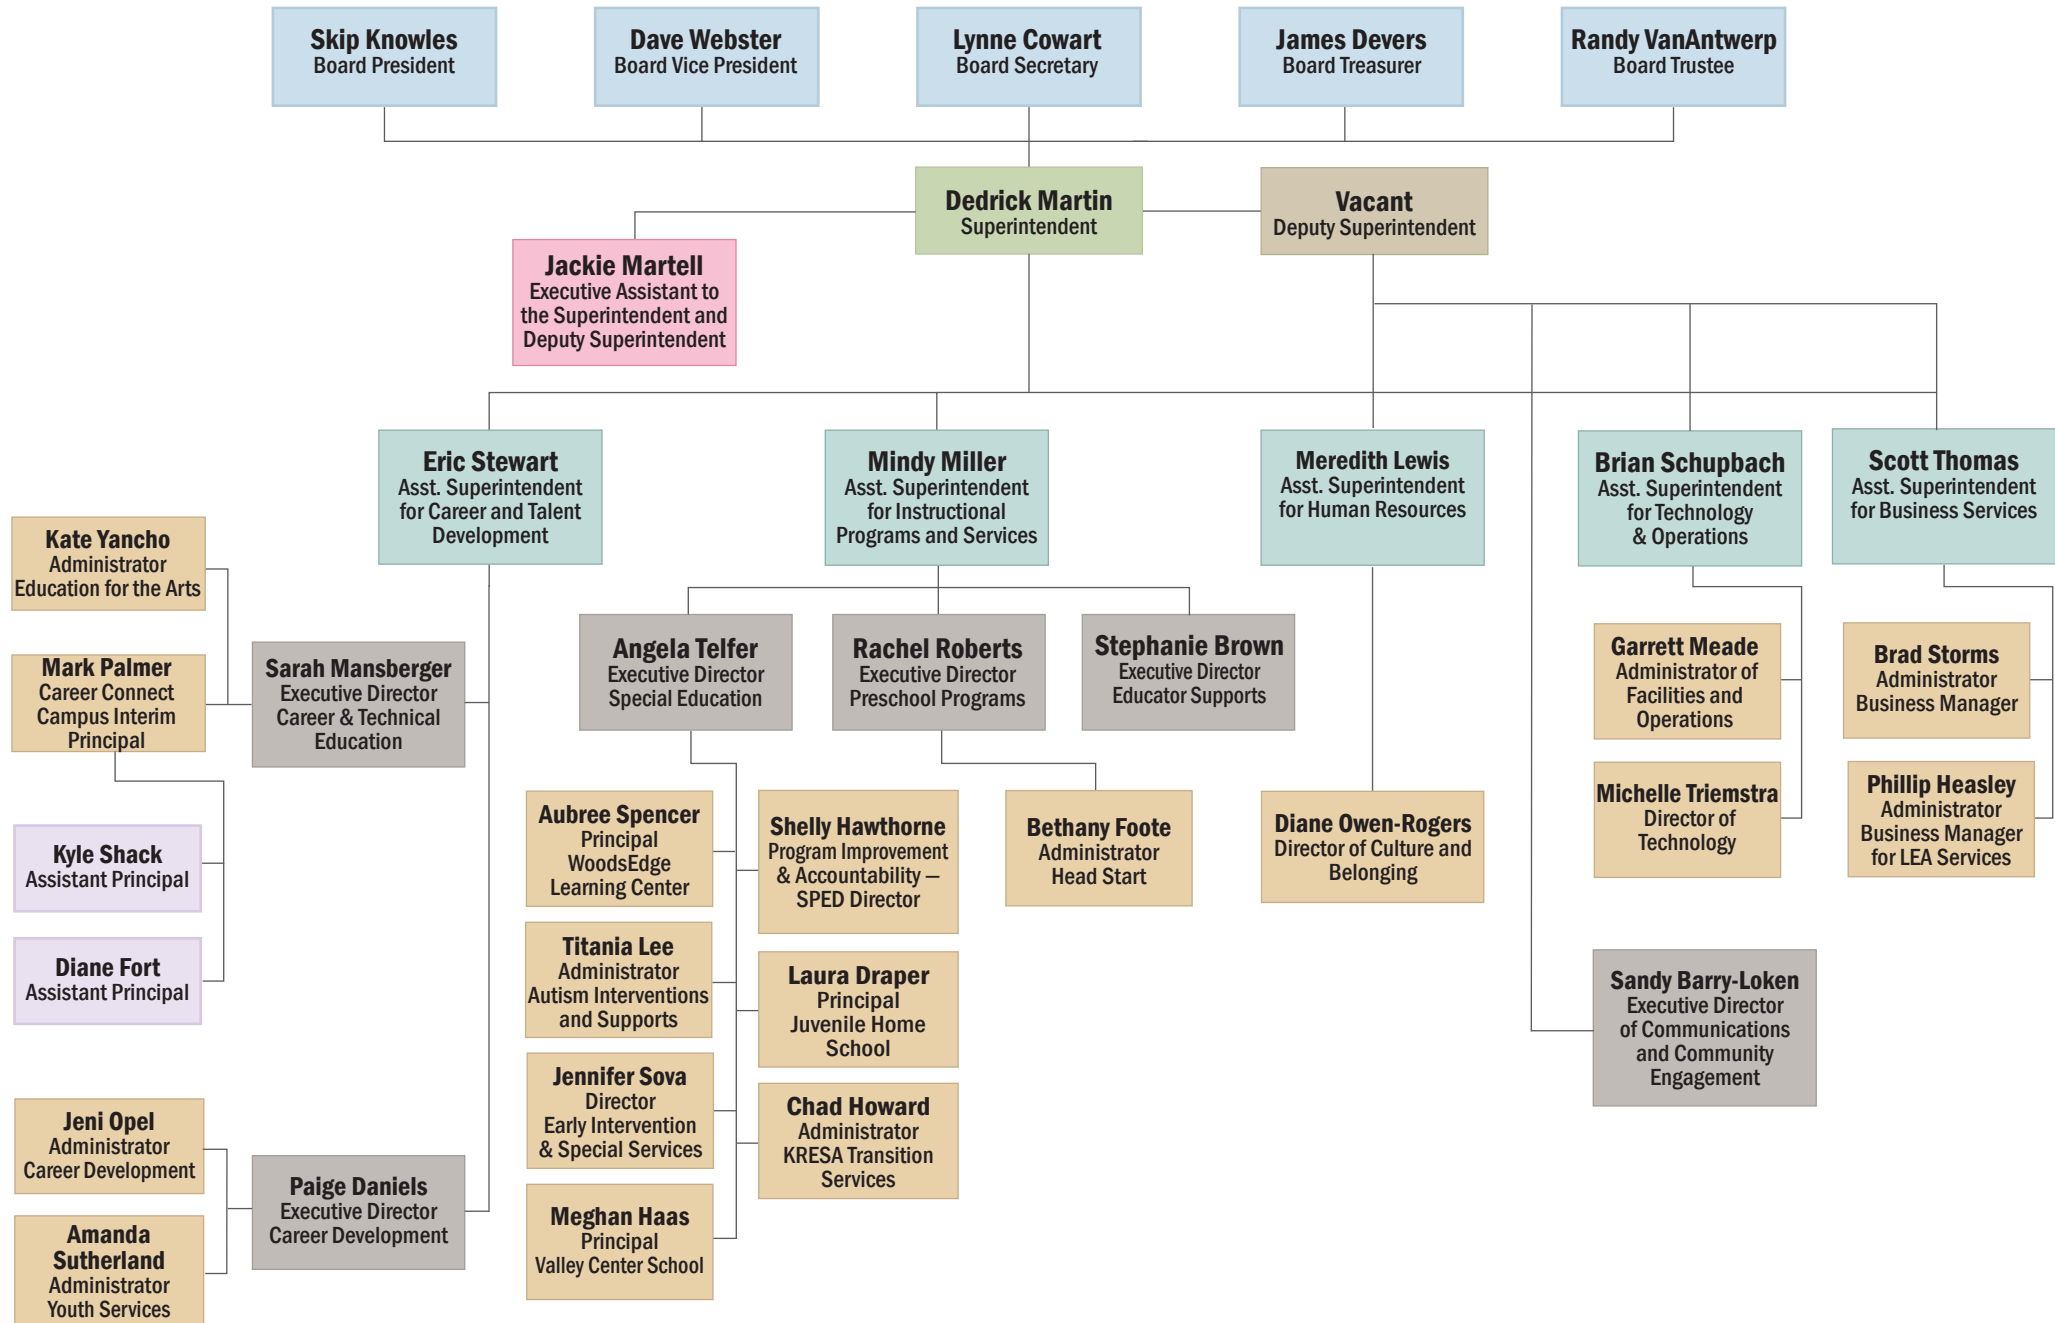 Skip Knowles
Board President
Dave Webster
Board Vice President
Lynne Cowart
Board Secretary
James Devers
Board Treasurer
Randy VanAntwerp
Board Trustee
Dedrick Martin
Superintendent
Vacant
Deputy Superintendent
Jackie Martell
Executive Assistant to
the Superintendent and
Deputy Superintendent
Eric Stewart
Asst. Superintendent
for Career and Talent
Development
Mindy Miller
Asst. Superintendent
for Instructional
Programs and Services
Meredith Lewis
Asst. Superintendent
for Human Resources
Brian Schupbach
Asst. Superintendent
for Technology
& Operations
Scott Thomas
Asst. Superintendent
for Business Services
Kate Yancho
Administrator
Education for the Arts
Mark Palmer
Career Connect
Campus Interim
Principal
Sarah Mansberger
Executive Director
Career & Technical
Education
Kyle Shack
Assistant Principal
Diane Fort
Assistant Principal
Jeni Opel
Administrator
Career Development
Amanda
Sutherland
Administrator
Youth Services
Paige Daniels
Executive Director
Career Development
Angela Telfer
Executive Director
Special Education
Rachel Roberts
Executive Director
Preschool Programs
Stephanie Brown
Executive Director
Educator Supports
Aubree Spencer
Principal
WoodsEdge
Learning Center
Titania Lee
Administrator
Autism Interventions
and Supports
Jennifer Sova
Director
Early Intervention
& Special Services
Meghan Haas
Principal
Valley Center School
Shelly Hawthorne
Program Improvement
& Accountability —
SPED Director
Laura Draper
Principal
Juvenile Home
School
Chad Howard
Administrator
KRESA Transition
Services
Bethany Foote
Administrator
Head Start
Diane Owen-Rogers
Director of Culture and
Belonging
Garrett Meade
Administrator of
Facilities and
Operations
Michelle Triemstra
Director of
Technology
Brad Storms
Administrator
Business Manager
Phillip Heasley
Administrator
Business Manager
for LEA Services
Sandy Barry-Loken
Executive Director
of Communications
and Community
Engagement